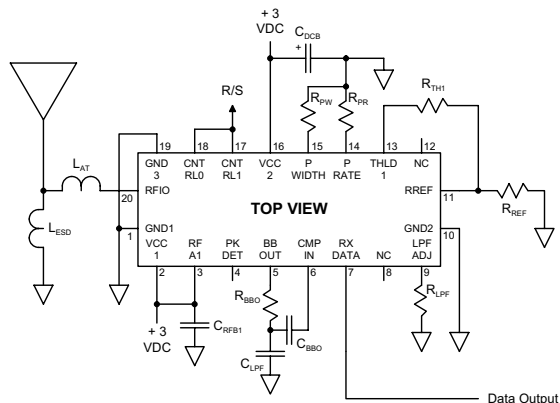 + 3
VDC
CDCB
+
R/S
RPW
RPR
RTH1
19
18
17
16
15
14
13
12
GND
3
CNT
RL0
CNT
RL1
VCC
2
P
WIDTH
P
RATE
THLD
1
NC
LAT
20
RFIO
RREF
11
TOP VIEW
RREF
LESD
1
GND1
GND2
10
VCC
1
RF
A1
PK
DET
BB
OUT
CMP
IN
RX
DATA
NC
LPF
ADJ
2
3
4
5
6
7
8
9
+ 3
VDC
CRFB1
RBBO
CBBO
CLPF
RLPF
Data Output